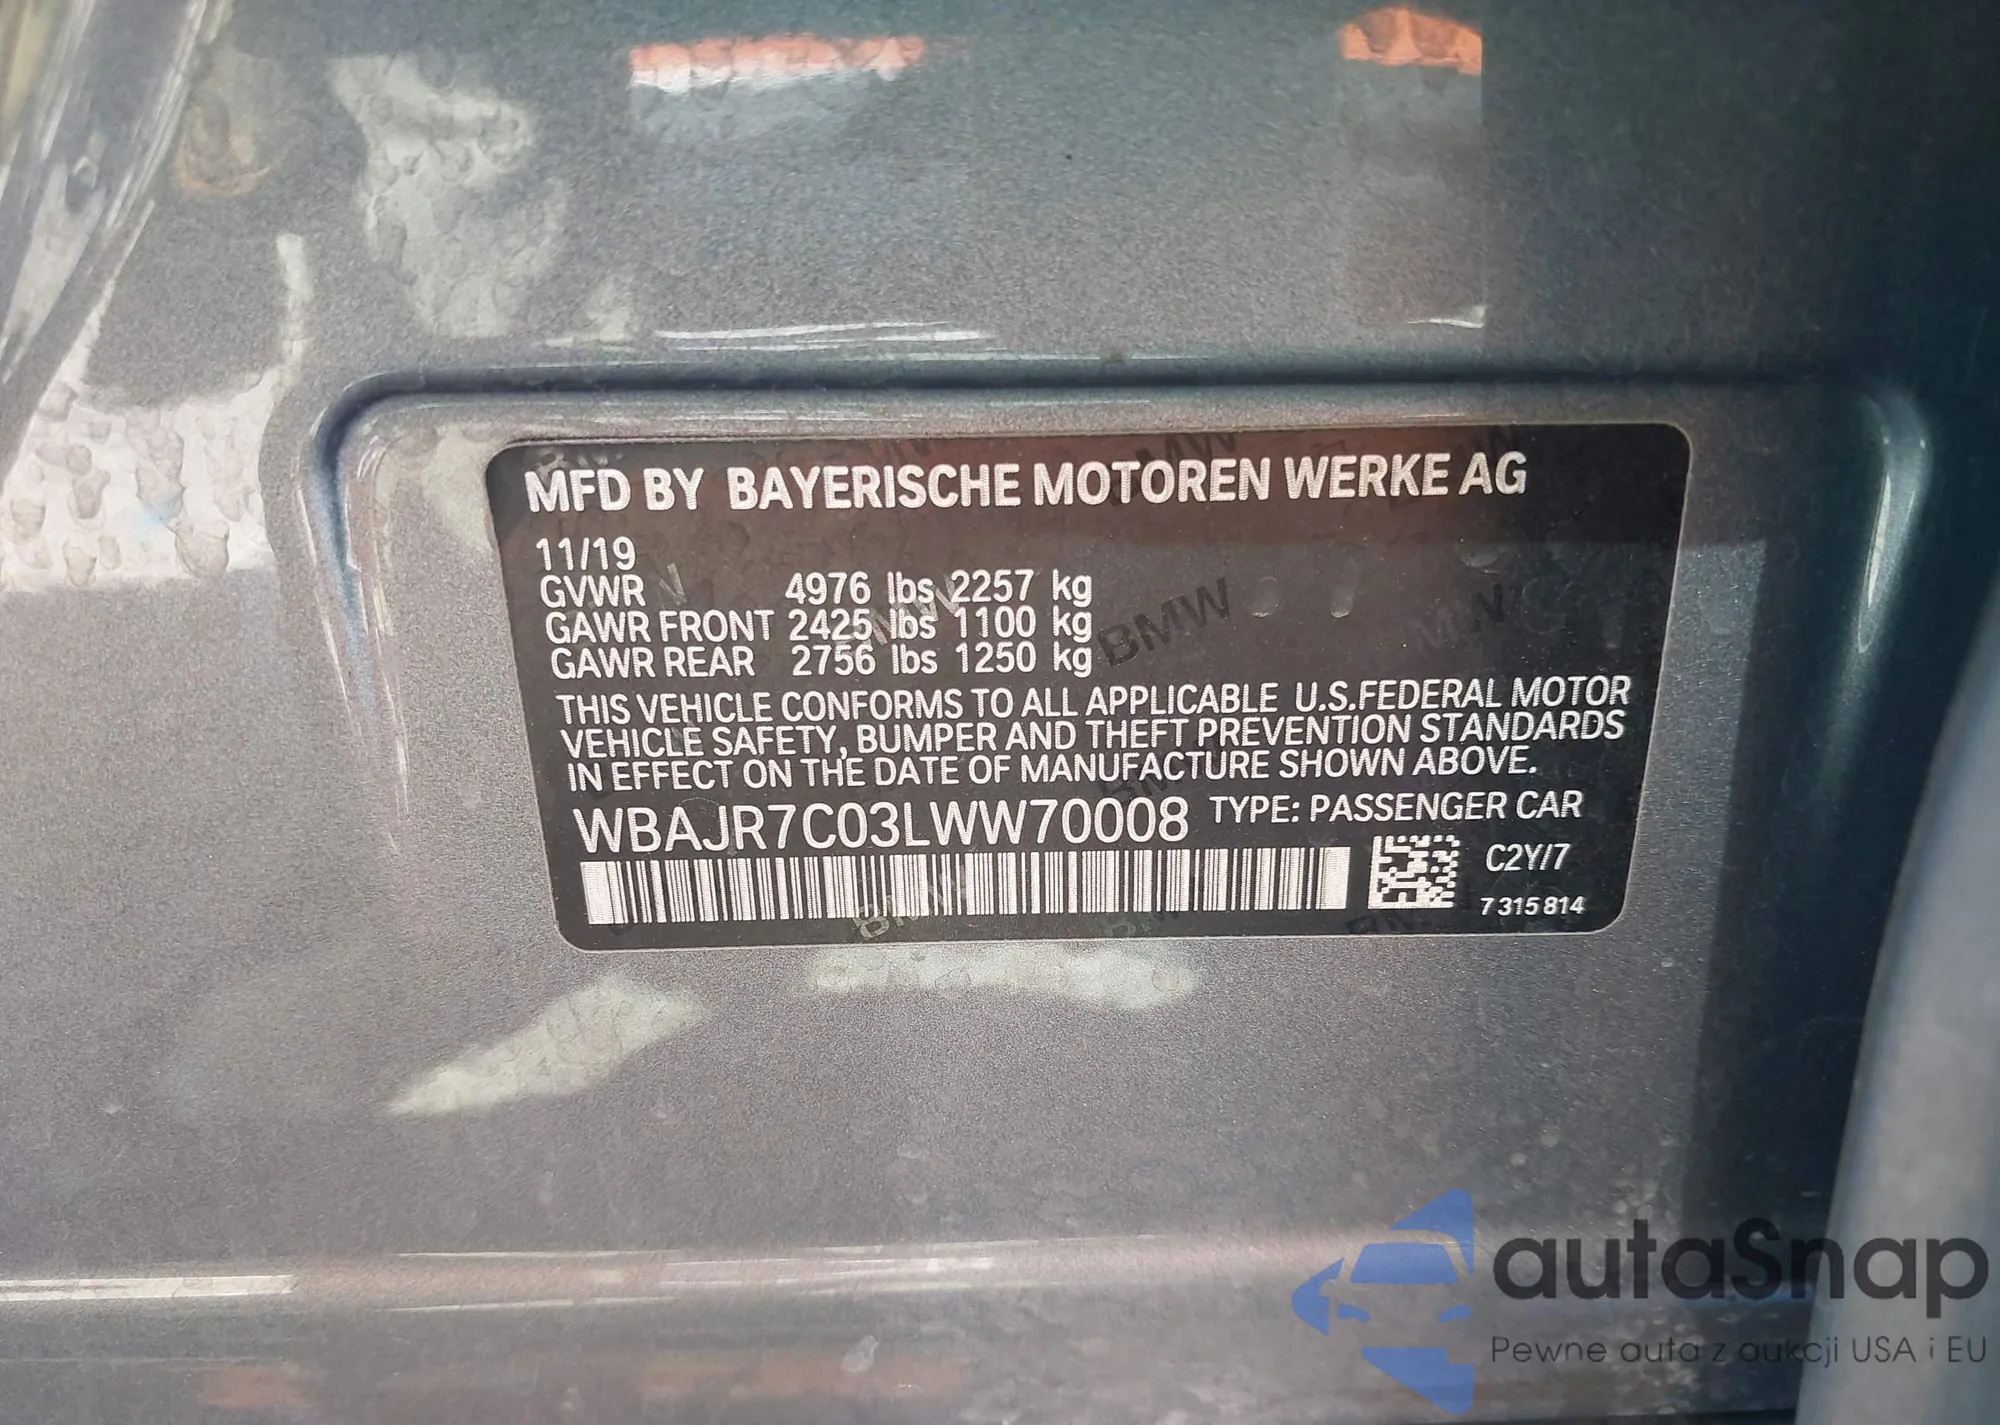 MFD BY BAYERISCHE MOTOREN WERKE AG
11/19
GVWR 4976 lbs 2257 kg
GAWR FRONT 2425 lbs 1100 kg
GAWR REAR 2756 lbs 1250 kg
THIS VEHICLE CONFORMS TO ALL APPLICABLE U.S.FEDERAL MOTOR
VEHICLE SAFETY, BUMPER AND THEFT PREVENTION STANDARDS
IN EFFECT ON THE DATE OF MANUFACTURE SHOWN ABOVE.
WBAJR7C03LWW70008 TYPE: PASSENGER CAR
C2Y/7
7 315 814
autaSnap
Pewne auta z aukcji USA i EU